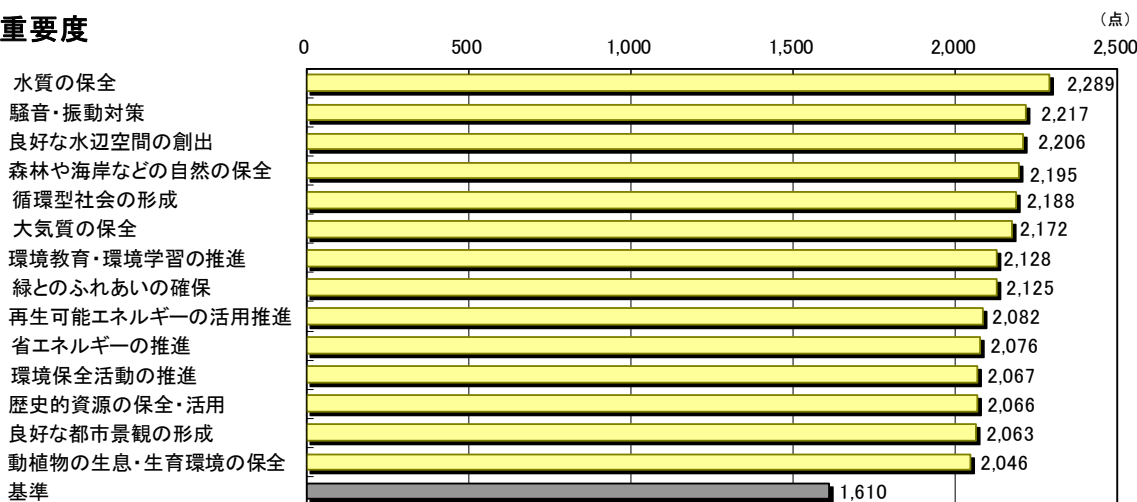 重要度
（点）
0 500 1,000 1,500 2,000 2,500
水質の保全 2,289
騒音・振動対策 2,217
良好な水辺空間の創出 2,206
森林や海岸などの自然の保全 2,195
循環型社会の形成 2,188
大気質の保全 2,172
環境教育・環境学習の推進 2,128
緑とのふれあいの確保 2,125
再生可能エネルギーの活用推進 2,082
省エネルギーの推進 2,076
環境保全活動の推進 2,067
歴史的資源の保全・活用 2,066
良好な都市景観の形成 2,063
動植物の生息・生育環境の保全 2,046
基準 1,610